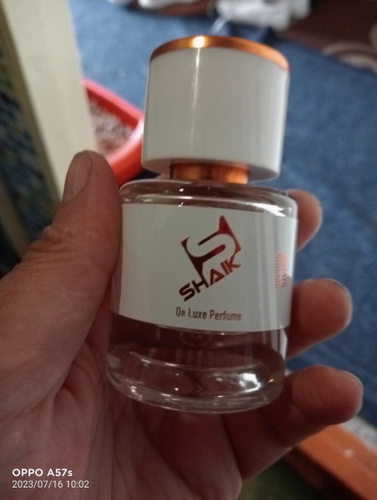 SHAIK
De Luxe Perfume
OPPO A57s
2023/07/16 10:02